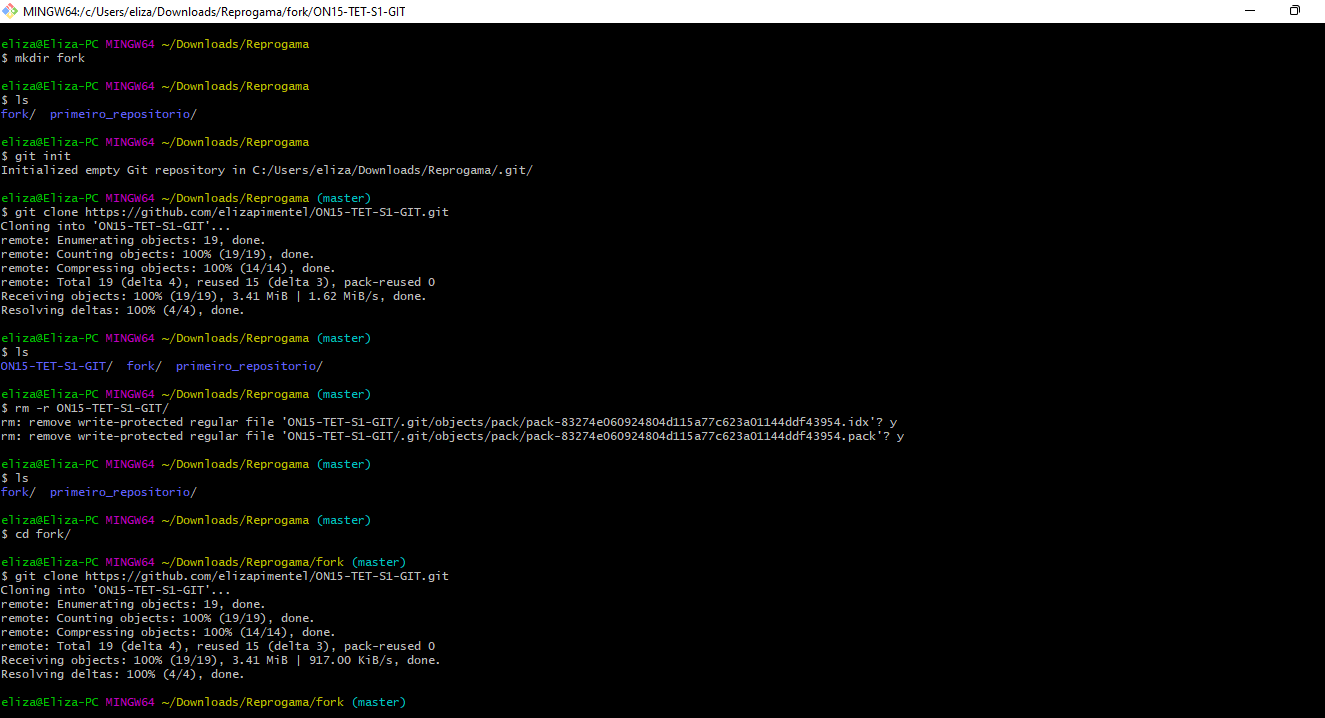 MINGW64:/c/Users/eliza/Downloads/Reprogama/fork/ON15-TET-S1-GIT
eliza@Eliza-PC MINGW64 ~/Downloads/Reprogama
$ mkdir fork
eliza@Eliza-PC MINGW64 ~/Downloads/Reprogama
$ ls
fork/  primeiro_repositorio/
eliza@Eliza-PC MINGW64 ~/Downloads/Reprogama
$ git init
Initialized empty Git repository in C:/Users/eliza/Downloads/Reprogama/.git/
eliza@Eliza-PC MINGW64 ~/Downloads/Reprogama (master)
$ git clone https://github.com/elizapimentel/ON15-TET-S1-GIT.git
Cloning into 'ON15-TET-S1-GIT'...
remote: Enumerating objects: 19, done.
remote: Counting objects: 100% (19/19), done.
remote: Compressing objects: 100% (14/14), done.
remote: Total 19 (delta 4), reused 15 (delta 3), pack-reused 0
Receiving objects: 100% (19/19), 3.41 MiB | 1.62 MiB/s, done.
Resolving deltas: 100% (4/4), done.
eliza@Eliza-PC MINGW64 ~/Downloads/Reprogama (master)
$ ls
ON15-TET-S1-GIT/  fork/  primeiro_repositorio/
eliza@Eliza-PC MINGW64 ~/Downloads/Reprogama (master)
$ rm -r ON15-TET-S1-GIT/
rm: remove write-protected regular file 'ON15-TET-S1-GIT/.git/objects/pack/pack-83274e060924804d115a77c623a01144ddf43954.idx'? y
rm: remove write-protected regular file 'ON15-TET-S1-GIT/.git/objects/pack/pack-83274e060924804d115a77c623a01144ddf43954.pack'? y
eliza@Eliza-PC MINGW64 ~/Downloads/Reprogama (master)
$ ls
fork/  primeiro_repositorio/
eliza@Eliza-PC MINGW64 ~/Downloads/Reprogama (master)
$ cd fork/
eliza@Eliza-PC MINGW64 ~/Downloads/Reprogama/fork (master)
$ git clone https://github.com/elizapimentel/ON15-TET-S1-GIT.git
Cloning into 'ON15-TET-S1-GIT'...
remote: Enumerating objects: 19, done.
remote: Counting objects: 100% (19/19), done.
remote: Compressing objects: 100% (14/14), done.
remote: Total 19 (delta 4), reused 15 (delta 3), pack-reused 0
Receiving objects: 100% (19/19), 3.41 MiB | 917.00 KiB/s, done.
Resolving deltas: 100% (4/4), done.
eliza@Eliza-PC MINGW64 ~/Downloads/Reprogama/fork (master)